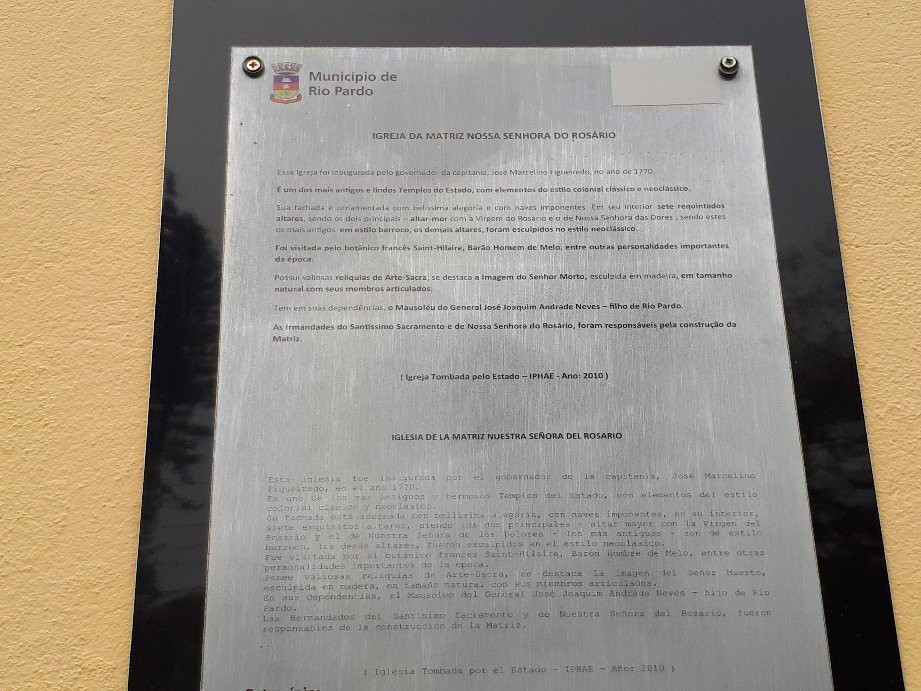 Município de
Rio Pardo
IGREJA DA MATRIZ NOSSA SENHORA DO ROSÁRIO
Essa Igreja foi inaugurada pelo governador da capitania, José Marcelino Figueiredo, no ano de 1770.
É um dos mais antigos e lindos Templos do Estado, com elementos do estilo colonial clássico e neoclássico.
Sua fachada é ornamentada com belíssima alegoria e com naves imponentes. Em seu interior sete requintados
altares, sendo os dois principais – altar-mor com a Virgem do Rosário e o de Nossa Senhora das Dores , sendo estes
os mais antigos em estilo barroco, os demais altares, foram esculpidos no estilo neoclássico.
Foi visitada pelo botânico francês Saint-Hilaire, Barão Homem de Melo, entre outras personalidades importantes
da época.
Possui valiosas relíquias de Arte-Sacra, se destaca a Imagem do Senhor Morto, esculpida em madeira, em tamanho
natural com seus membros articulados.
Tem em suas dependências, o Mausoléu do General José Joaquim Andrade Neves – filho de Rio Pardo.
As Irmandades do Santíssimo Sacramento e de Nossa Senhora do Rosário, foram responsáveis pela construção da
Matriz.
( Igreja Tombada pelo Estado – IPHAE - Ano: 2010 )
IGLESIA DE LA MATRIZ NUESTRA SEÑORA DEL ROSARIO
Esta iglesia fue inaugurada por el gobernador de la capitania, José Marcelino
Figueiredo, en el año 1770.
Es uno de los más antiguos y hermosos Templos del Estado, con elementos del estilo
colonial clásico y neoclásico.
Su fachada está adornada con bellísima alegoría, con naves imponentes, en su interior,
siete exquisitos altares, siendo los dos principales - altar mayor con la Virgen del
Rosario y el de Nuestra Señora de los Dolores - los más antiguos - son de estilo
barroco, los demás altares, fueron esculpidos en el estilo neoclásico.
Fue visitada por el botánico francés Saint-Hilaire, Barón Hombre de Melo, entre otras
personalidades importantes de la época.
Posee valiosas reliquias de Arte-Sacra, se destaca la Imagen del Señor Muerto,
esculpida en madera, en tamaño natural con sus miembros articulados.
En sus dependencias, el Mausoleo del General José Joaquim Andrade Neves - hijo de Rio
Pardo.
Las Hermandades del Santísimo Sacramento y de Nuestra Señora del Rosario, fueron
responsables de la construcción de La Matriz.
( Iglesia Tombada por el Estado - IPHAE - Año: 2010 )